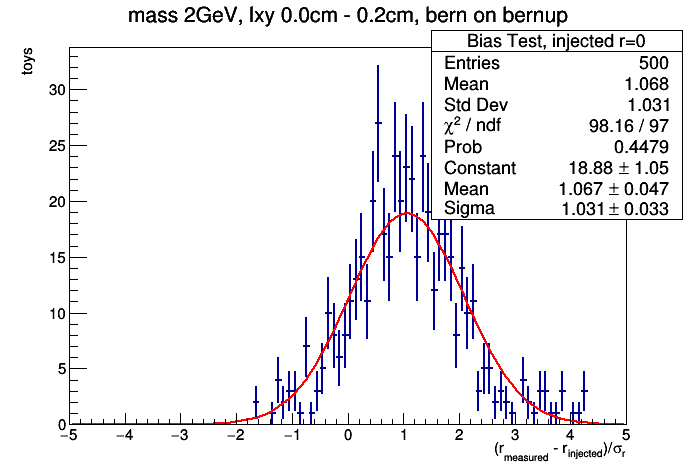 mass 2GeV, lxy 0.0cm - 0.2cm, bern on bernup
Bias Test, injected r=0
Entries 500
Mean 1.068
Std Dev 1.031
χ² / ndf 98.16 / 97
Prob 0.4479
Constant 18.88 ± 1.05
Mean 1.067 ± 0.047
Sigma 1.031 ± 0.033
toys
30
25
20
15
10
5
0
−5 −4 −3 −2 −1 0 1 2 3 4 5
(r_measured - r_injected)/σ_r